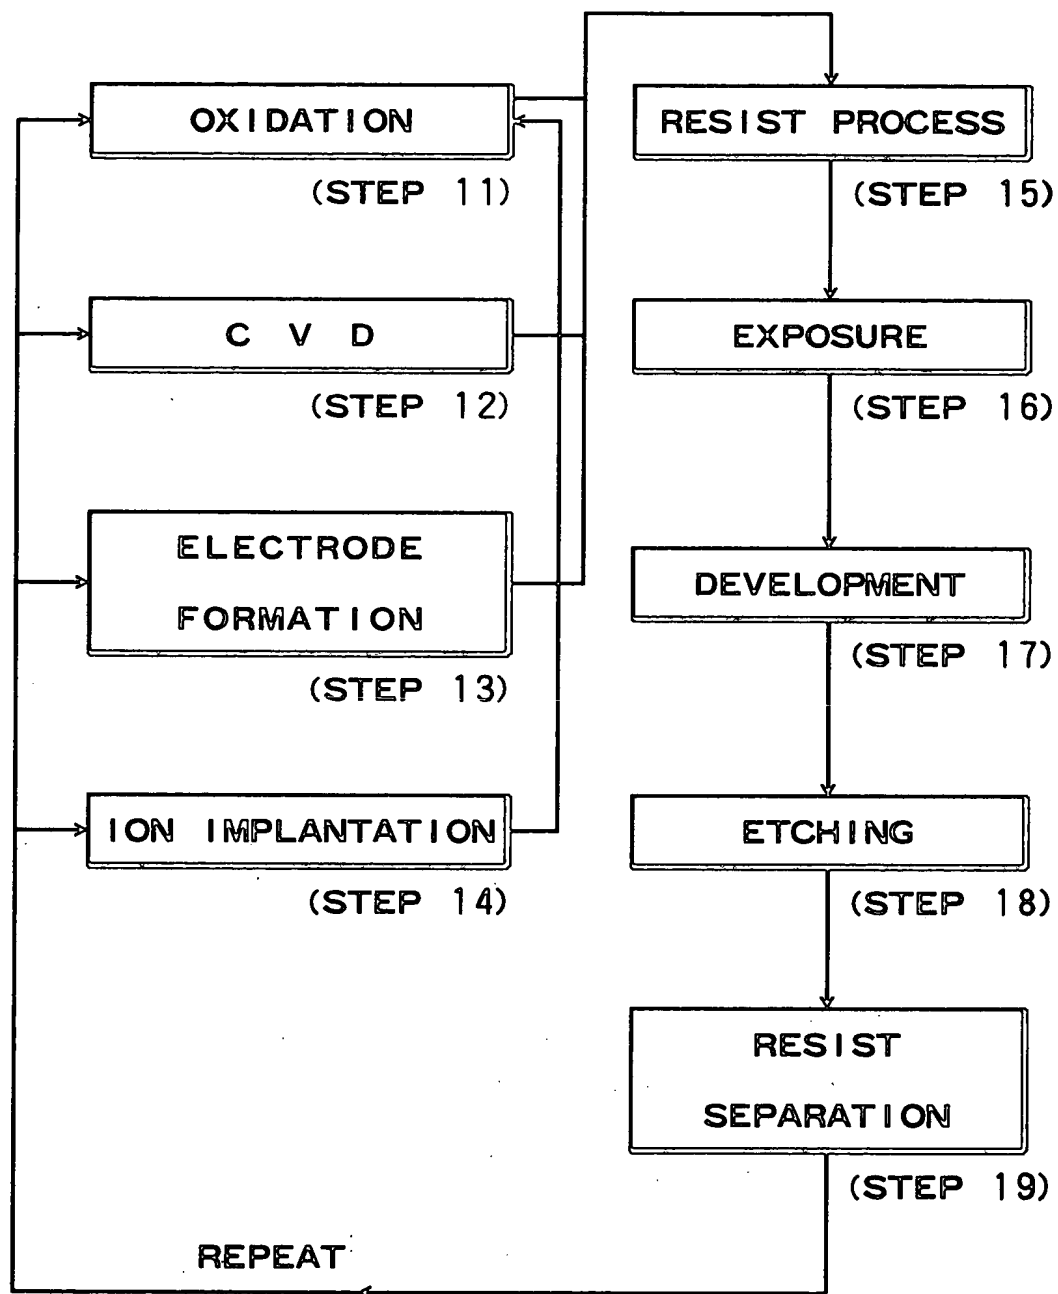 OXIDATION
(STEP 11)
C V D
(STEP 12)
ELECTRODE
FORMATION
(STEP 13)
ION IMPLANTATION
(STEP 14)
RESIST PROCESS
(STEP 15)
EXPOSURE
(STEP 16)
DEVELOPMENT
(STEP 17)
ETCHING
(STEP 18)
RESIST
SEPARATION
(STEP 19)
REPEAT